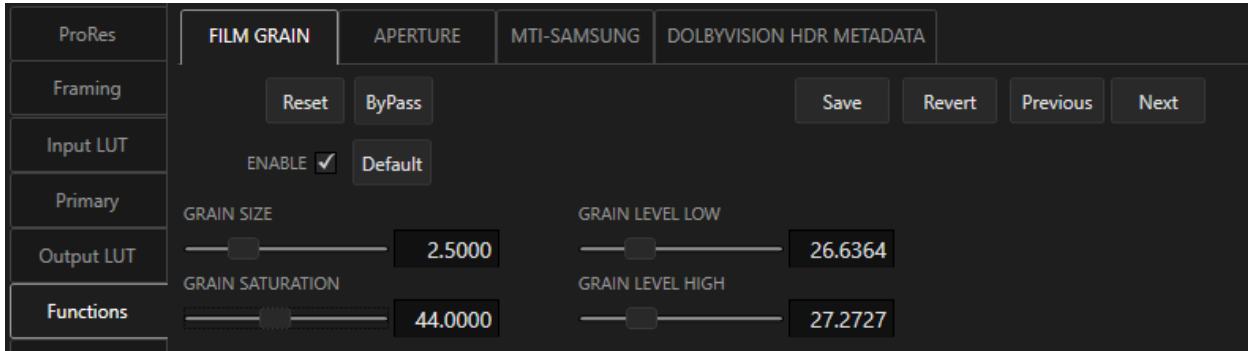 ProRes
Framing
Input LUT
Primary
Output LUT
Functions
FILM GRAIN APERTURE MTI-SAMSUNG DOLBYVISION HDR METADATA
Reset ByPass Save Revert Previous Next
ENABLE Default
GRAIN SIZE GRAIN LEVEL LOW
2.5000 26.6364
GRAIN SATURATION GRAIN LEVEL HIGH
44.0000 27.2727